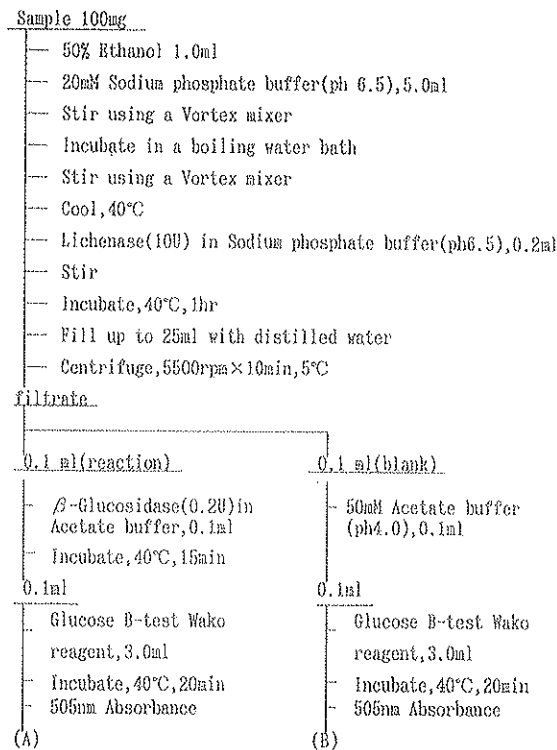 Sample 100mg
50% Ethanol 1.0ml
20mM Sodium phosphate buffer(ph 6.5),5.0ml
Stir using a Vortex mixer
Incubate in a boiling water bath
Stir using a Vortex mixer
Cool,40°C
Lichenase(10U) in Sodium phosphate buffer(ph6.5),0.2ml
Stir
Incubate,40°C,1hr
Fill up to 25ml with distilled water
Centrifuge,5500rpm×10min,5°C
filtrate
0.1 ml(reaction)
β-Glucosidase(0.2U)in
Acetate buffer,0.1ml
Incubate,40°C,15min
0.1ml
Glucose B-test Wako
reagent,3.0ml
Incubate,40°C,20min
505nm Absorbance
(A)
0.1 ml(blank)
50mM Acetate buffer
(ph4.0),0.1ml
0.1ml
Glucose B-test Wako
reagent,3.0ml
Incubate,40°C,20min
505nm Absorbance
(B)